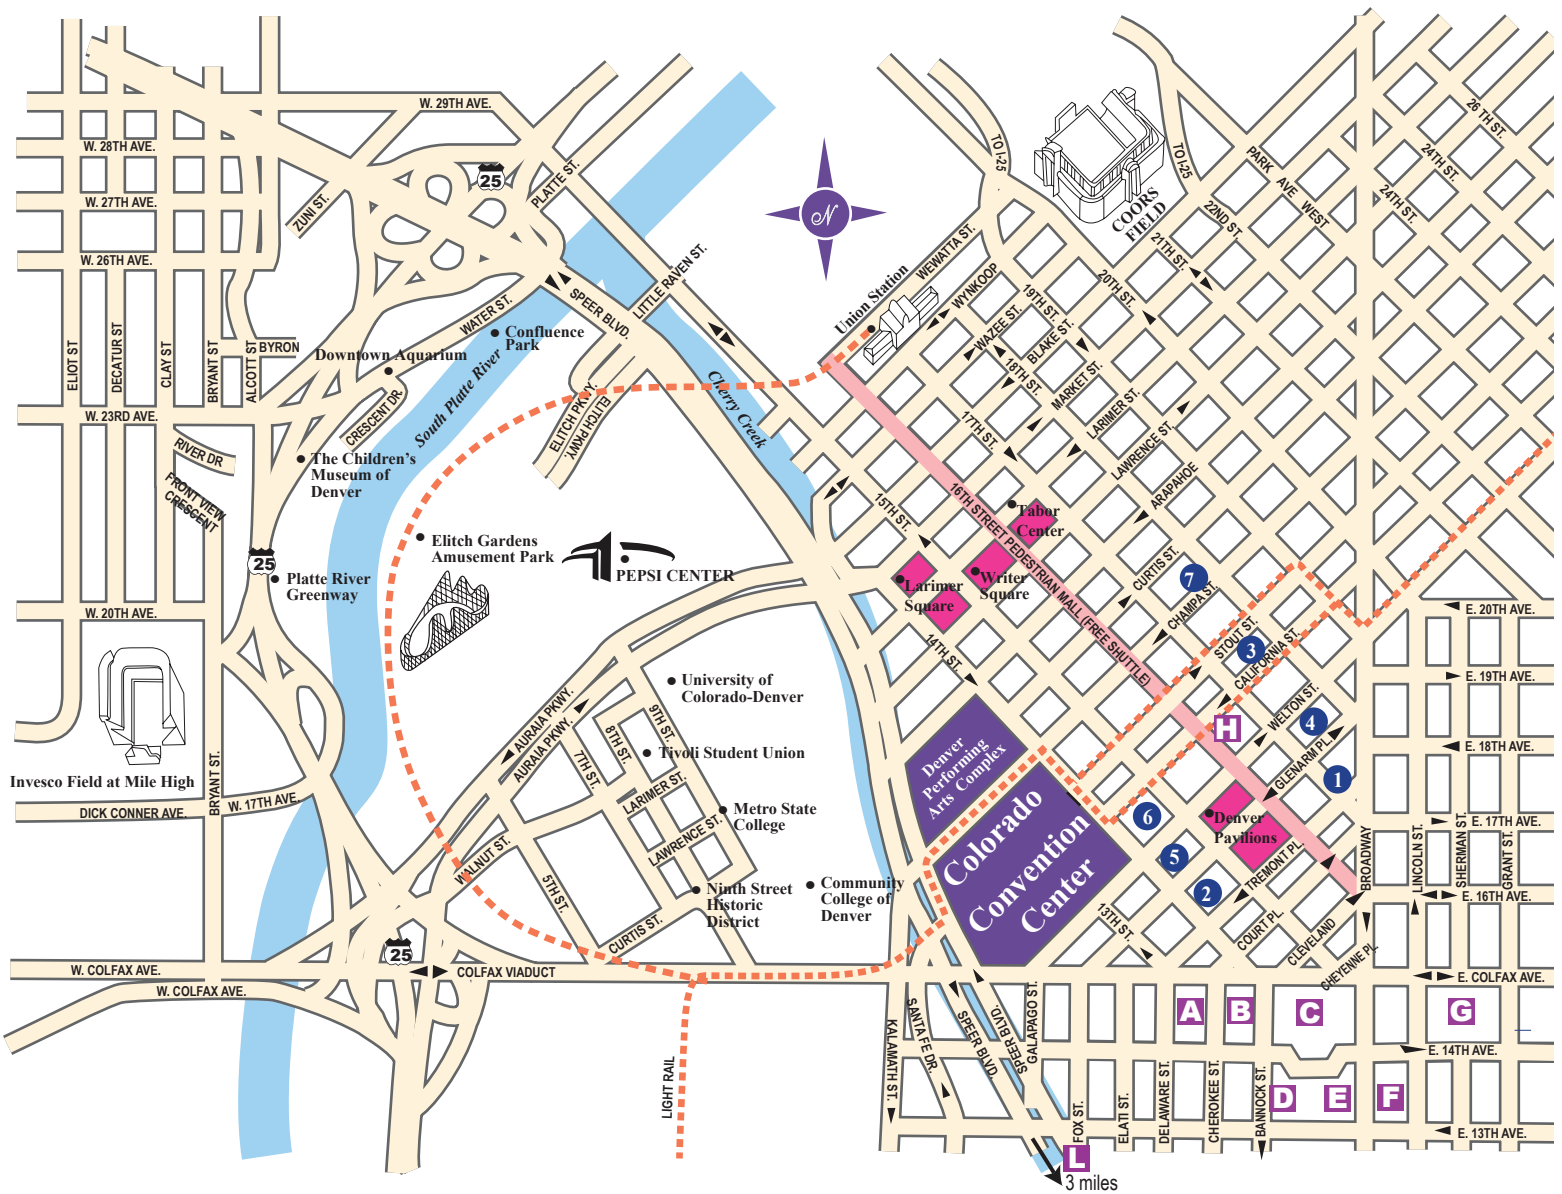 W. 29TH AVE.
W. 28TH AVE.
W. 27TH AVE.
W. 26TH AVE.
ZUNI ST.
25
PLATTE ST.
LITTLE RAVEN ST.
SPEER BLVD.
WATER ST.
Confluence
Park
BYRON
Downtown Aquarium
ELIOT ST
DECATUR ST
CLAY ST
BRYANT ST
ALCOTT ST
W. 23RD AVE.
CRESCENT DR.
South Platte River
RIVER DR
FRONT VIEW
CRESCENT
The Children's
Museum of
Denver
ELITCH PKWY.
ELITCH PKWY.
Cherry Creek
N
Union Station
WEWATTA ST.
WYNKOOP
TO I-25
COORS
FIELD
TO I-25
PARK AVE WEST
26 TH ST.
24TH ST.
24TH ST.
22ND ST.
21TH ST.
20TH ST.
19TH ST.
18TH ST.
17TH ST.
WAZEE ST.
BLAKE ST.
MARKET ST.
LARIMER ST.
LAWRENCE ST.
ARAPAHOE
CURTIS ST.
CHAMPA ST.
STOUT ST.
CALIFORNIA ST.
WELTON ST.
GLENARM PL.
TREMONT PL.
COURT PL.
CLEVELAND
CHEYENNE PL.
16TH STREET PEDESTRIAN MALL (FREE SHUTTLE)
15TH ST.
14TH ST.
13TH ST.
Tabor
Center
Writer
Square
Larimer
Square
25
Platte River
Greenway
Elitch Gardens
Amusement Park
PEPSI CENTER
W. 20TH AVE.
Invesco Field at Mile High
BRYANT ST.
DICK CONNER AVE.
W. 17TH AVE.
AURAIA PKWY.
AURAIA PKWY.
University of
Colorado-Denver
9TH ST.
8TH ST.
7TH ST.
Tivoli Student Union
LARIMER ST.
LAWRENCE ST.
Metro State
College
WALNUT ST.
5TH ST.
CURTIS ST.
Ninth Street
Historic
District
Community
College of
Denver
Denver
Performing
Arts Complex
Colorado
Convention
Center
Denver
Pavilions
7
3
4
1
6
5
2
H
BROADWAY
LINCOLN ST.
SHERMAN ST.
GRANT ST.
E. 20TH AVE.
E. 19TH AVE.
E. 18TH AVE.
E. 17TH AVE.
E. 16TH AVE.
E. COLFAX AVE.
E. 14TH AVE.
E. 13TH AVE.
25
W. COLFAX AVE.
W. COLFAX AVE.
COLFAX VIADUCT
LIGHT RAIL
KALAMATH ST.
SANTA FE DR.
SPEER BLVD.
SPEER BLVD.
GALAPAGO ST.
FOX ST.
ELATI ST.
DELAWARE ST.
CHEROKEE ST.
BANNOCK ST.
A
B
C
G
D
E
F
L
3 miles